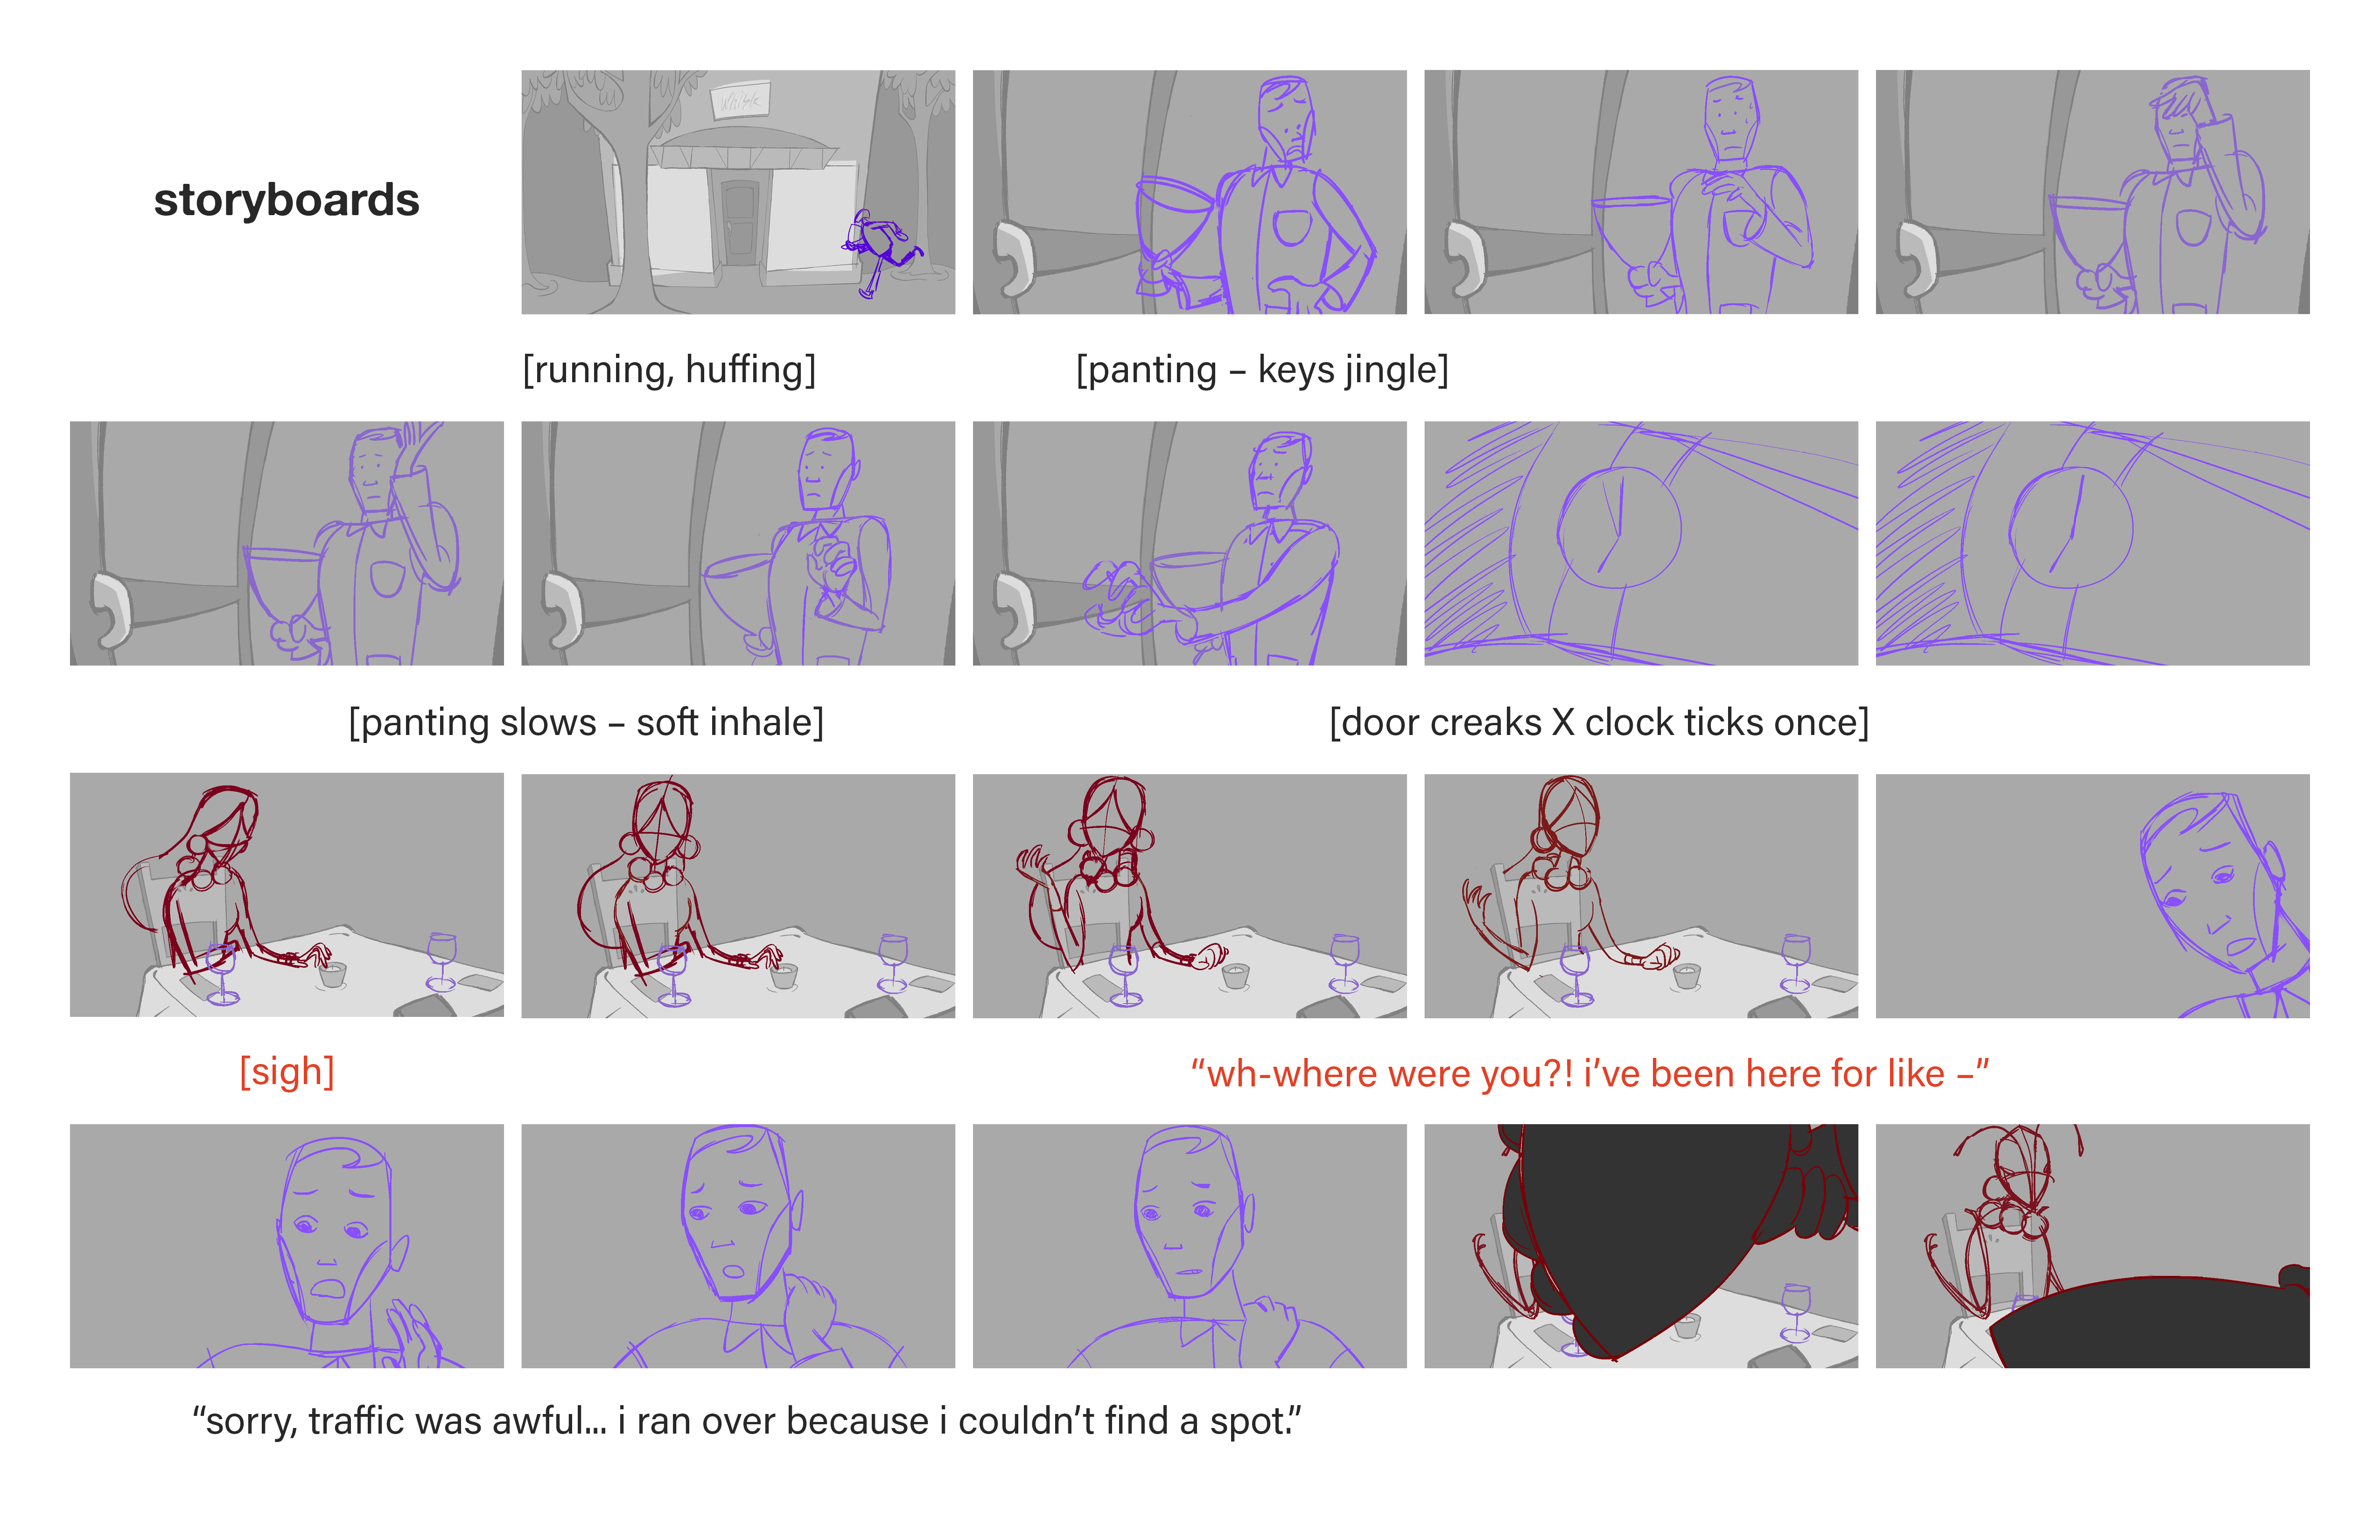 storyboards
[running, huffing]
[panting – keys jingle]
[panting slows – soft inhale]
[door creaks X clock ticks once]
[sigh]
“wh-where were you?! i’ve been here for like –”
“sorry, traffic was awful... i ran over because i couldn’t find a spot.”